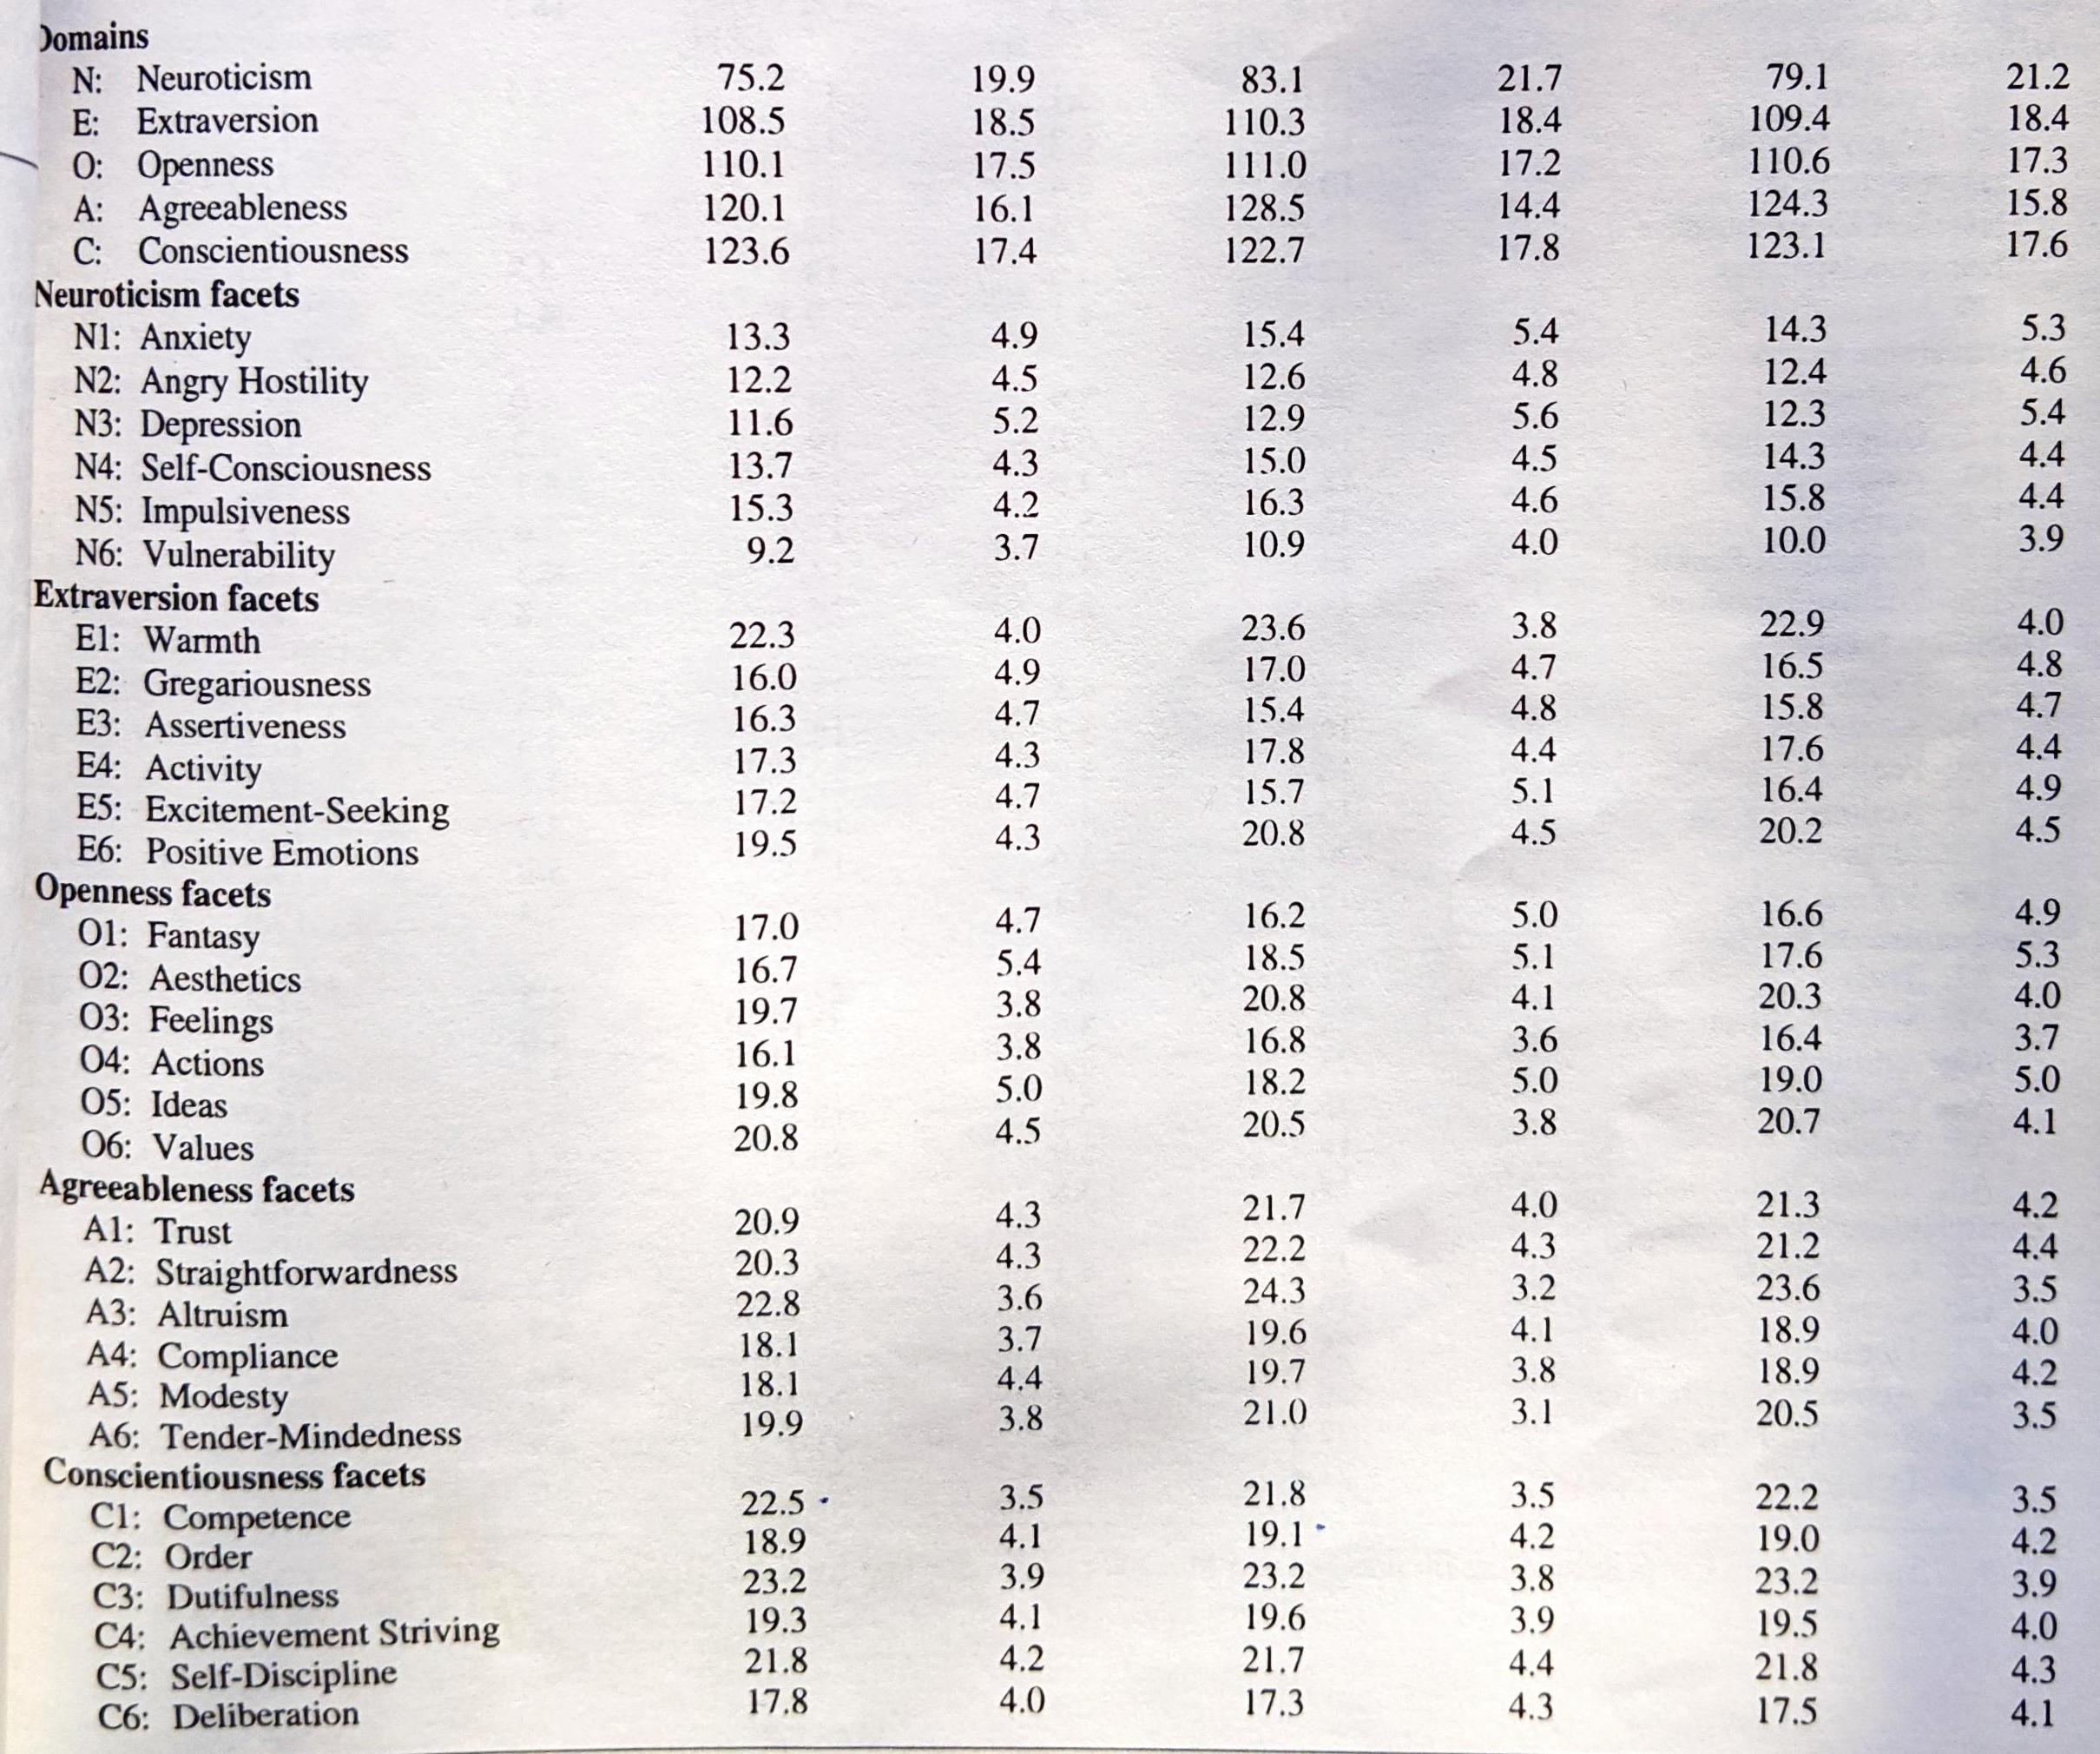 Domains
N: Neuroticism 75.2 19.9 83.1 21.7 79.1 21.2
E: Extraversion 108.5 18.5 110.3 18.4 109.4 18.4
O: Openness 110.1 17.5 111.0 17.2 110.6 17.3
A: Agreeableness 120.1 16.1 128.5 14.4 124.3 15.8
C: Conscientiousness 123.6 17.4 122.7 17.8 123.1 17.6
Neuroticism facets
N1: Anxiety 13.3 4.9 15.4 5.4 14.3 5.3
N2: Angry Hostility 12.2 4.5 12.6 4.8 12.4 4.6
N3: Depression 11.6 5.2 12.9 5.6 12.3 5.4
N4: Self-Consciousness 13.7 4.3 15.0 4.5 14.3 4.4
N5: Impulsiveness 15.3 4.2 16.3 4.6 15.8 4.4
N6: Vulnerability 9.2 3.7 10.9 4.0 10.0 3.9
Extraversion facets
E1: Warmth 22.3 4.0 23.6 3.8 22.9 4.0
E2: Gregariousness 16.0 4.9 17.0 4.7 16.5 4.8
E3: Assertiveness 16.3 4.7 15.4 4.8 15.8 4.7
E4: Activity 17.3 4.3 17.8 4.4 17.6 4.4
E5: Excitement-Seeking 17.2 4.7 15.7 5.1 16.4 4.9
E6: Positive Emotions 19.5 4.3 20.8 4.5 20.2 4.5
Openness facets
O1: Fantasy 17.0 4.7 16.2 5.0 16.6 4.9
O2: Aesthetics 16.7 5.4 18.5 5.1 17.6 5.3
O3: Feelings 19.7 3.8 20.8 4.1 20.3 4.0
O4: Actions 16.1 3.8 16.8 3.6 16.4 3.7
O5: Ideas 19.8 5.0 18.2 5.0 19.0 5.0
O6: Values 20.8 4.5 20.5 3.8 20.7 4.1
Agreeableness facets
A1: Trust 20.9 4.3 21.7 4.0 21.3 4.2
A2: Straightforwardness 20.3 4.3 22.2 4.3 21.2 4.4
A3: Altruism 22.8 3.6 24.3 3.2 23.6 3.5
A4: Compliance 18.1 3.7 19.6 4.1 18.9 4.0
A5: Modesty 18.1 4.4 19.7 3.8 18.9 4.2
A6: Tender-Mindedness 19.9 3.8 21.0 3.1 20.5 3.5
Conscientiousness facets
C1: Competence 22.5 3.5 21.8 3.5 22.2 3.5
C2: Order 18.9 4.1 19.1 4.2 19.0 4.2
C3: Dutifulness 23.2 3.9 23.2 3.8 23.2 3.9
C4: Achievement Striving 19.3 4.1 19.6 3.9 19.5 4.0
C5: Self-Discipline 21.8 4.2 21.7 4.4 21.8 4.3
C6: Deliberation 17.8 4.0 17.3 4.3 17.5 4.1